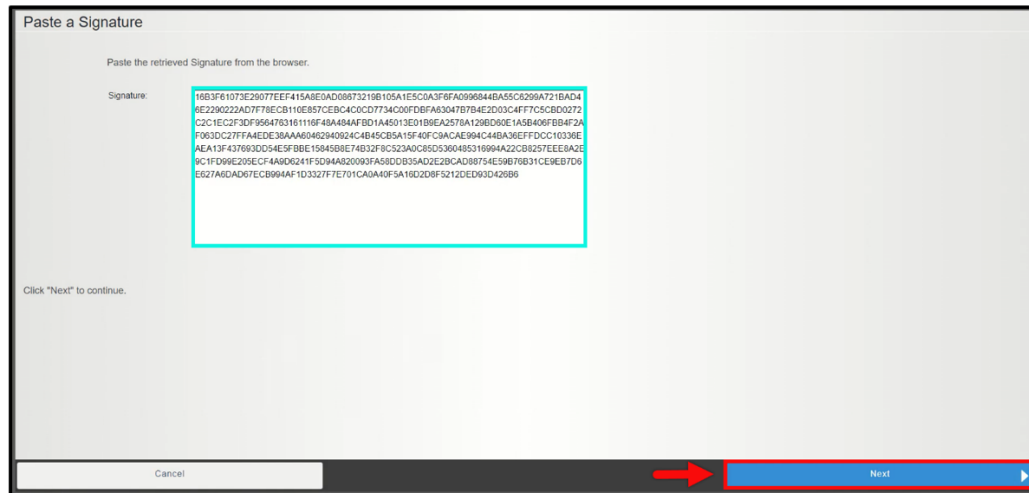 Paste a Signature
Paste the retrieved Signature from the browser.
Signature:
16B3F61073E29077EEF415A8E0AD08673219B105A1E5C0A3F6FA0996844BA55C6299A721BAD4
6E2290222AD7F78ECB110E857CEBC4C0CD7734C00FDBFA63047B7B4E2D03C4FF7C5CBD0272
C2C1EC2F3DF9564763161116F48A484AFBD1A45013E01B9EA2578A129BD60E1A5B406FBB4F2A
F063DC27FFA4EDE38AAA60462940924C4B45CB5A15F40FC9ACAE994C44BA36EFFDCC10336E
AEA13F437693DD54E5FBBE15845B8E74B32F8C523A0C85D5360485316994A22CB8257EEE8A2E
9C1FD99E205ECF4A9D6241F5D94A820093FA58DDB35AD2E2BCAD88754E59B76B31CE9EB7D6
E627A6DAD67ECB994AF1D3327F7E701CA0A40F5A16D2D8F5212DED93D426B6
Click "Next" to continue.
Cancel
Next